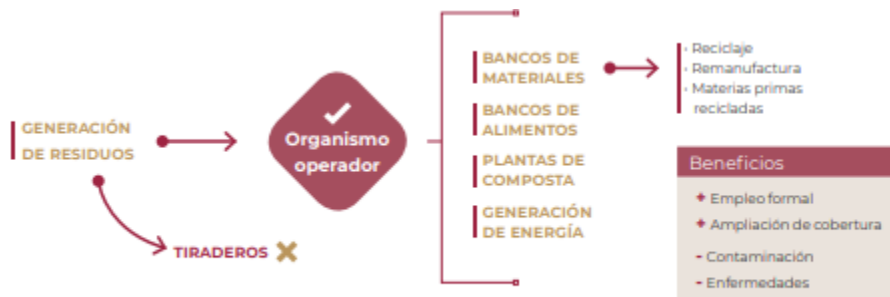 GENERACIÓN
DE RESIDUOS
TIRADEROS
Organismo
operador
BANCOS DE
MATERIALES
BANCOS DE
ALIMENTOS
PLANTAS DE
COMPOSTA
GENERACIÓN
DE ENERGÍA
· Reciclaje
· Remanufactura
· Materias primas
recicladas
Beneficios
+ Empleo formal
+ Ampliación de cobertura
- Contaminación
- Enfermedades